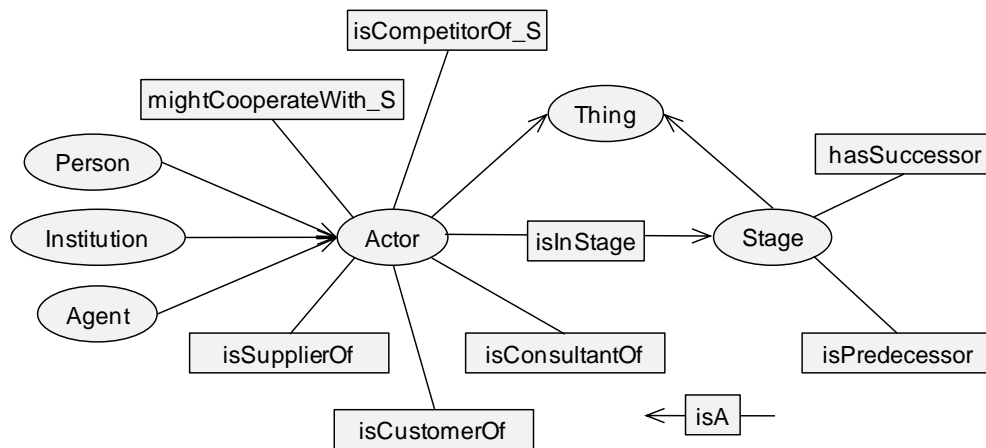 isCompetitorOf_S
mightCooperateWith_S
Thing
Person
hasSuccessor
Institution
Actor
isInStage
Stage
Agent
isSupplierOf
isConsultantOf
isPredecessor
isA
isCustomerOf